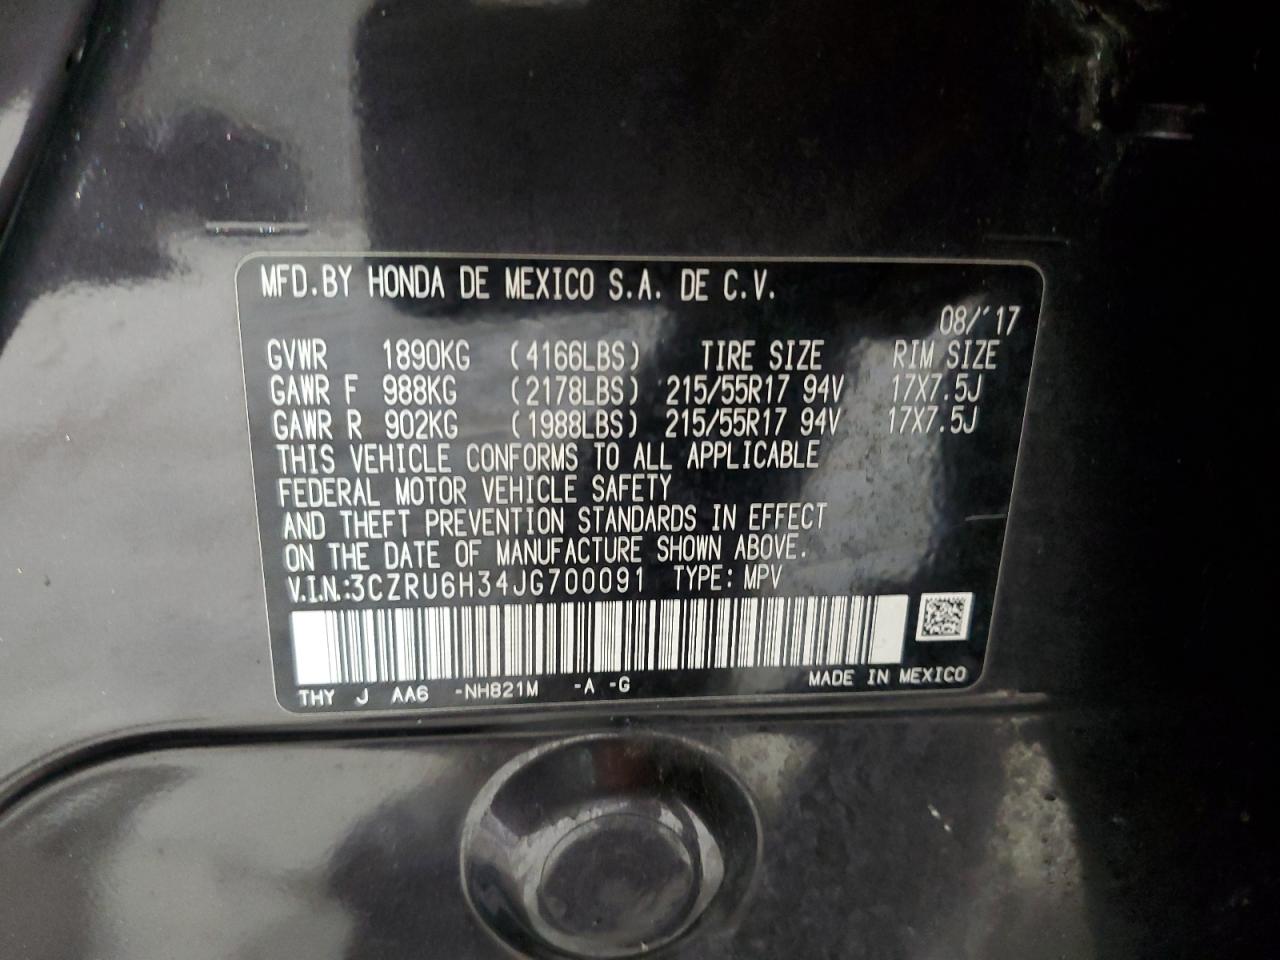 MFD.BY HONDA DE MEXICO S.A. DE C.V.
08/'17
GVWR 1890KG (4166LBS) TIRE SIZE RIM SIZE
GAWR F 988KG (2178LBS) 215/55R17 94V 17X7.5J
GAWR R 902KG (1988LBS) 215/55R17 94V 17X7.5J
THIS VEHICLE CONFORMS TO ALL APPLICABLE
FEDERAL MOTOR VEHICLE SAFETY
AND THEFT PREVENTION STANDARDS IN EFFECT
ON THE DATE OF MANUFACTURE SHOWN ABOVE.
V.I.N.:3CZRU6H34JG700091 TYPE: MPV
THY J AA6 -NH821M -A -G MADE IN MEXICO